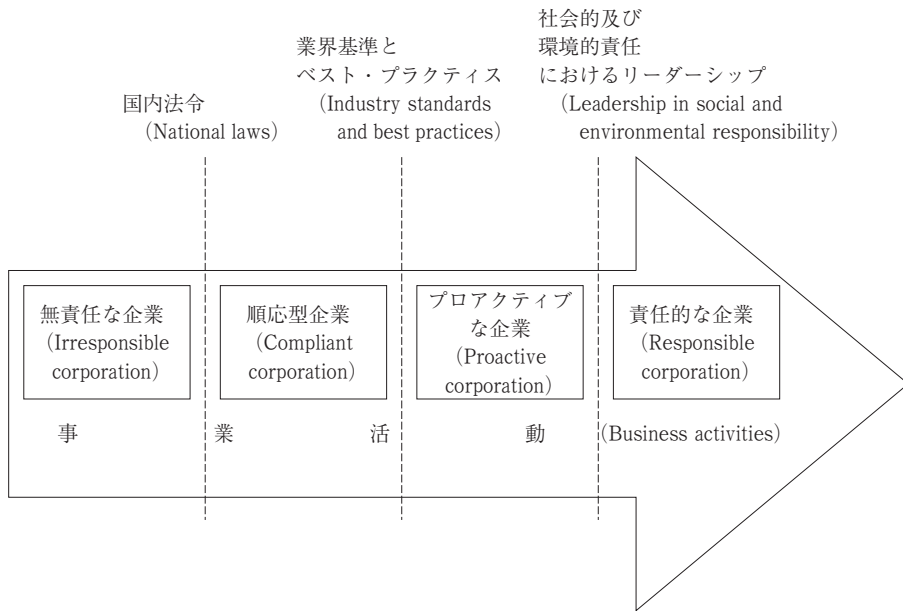 国内法令
(National laws)
業界基準と
ベスト・プラクティス
(Industry standards
and best practices)
社会的及び
環境的責任
におけるリーダーシップ
(Leadership in social and
environmental responsibility)
無責任な企業
(Irresponsible
corporation)
順応型企業
(Compliant
corporation)
プロアクティブ
な企業
(Proactive
corporation)
責任的な企業
(Responsible
corporation)
事業活動 (Business activities)